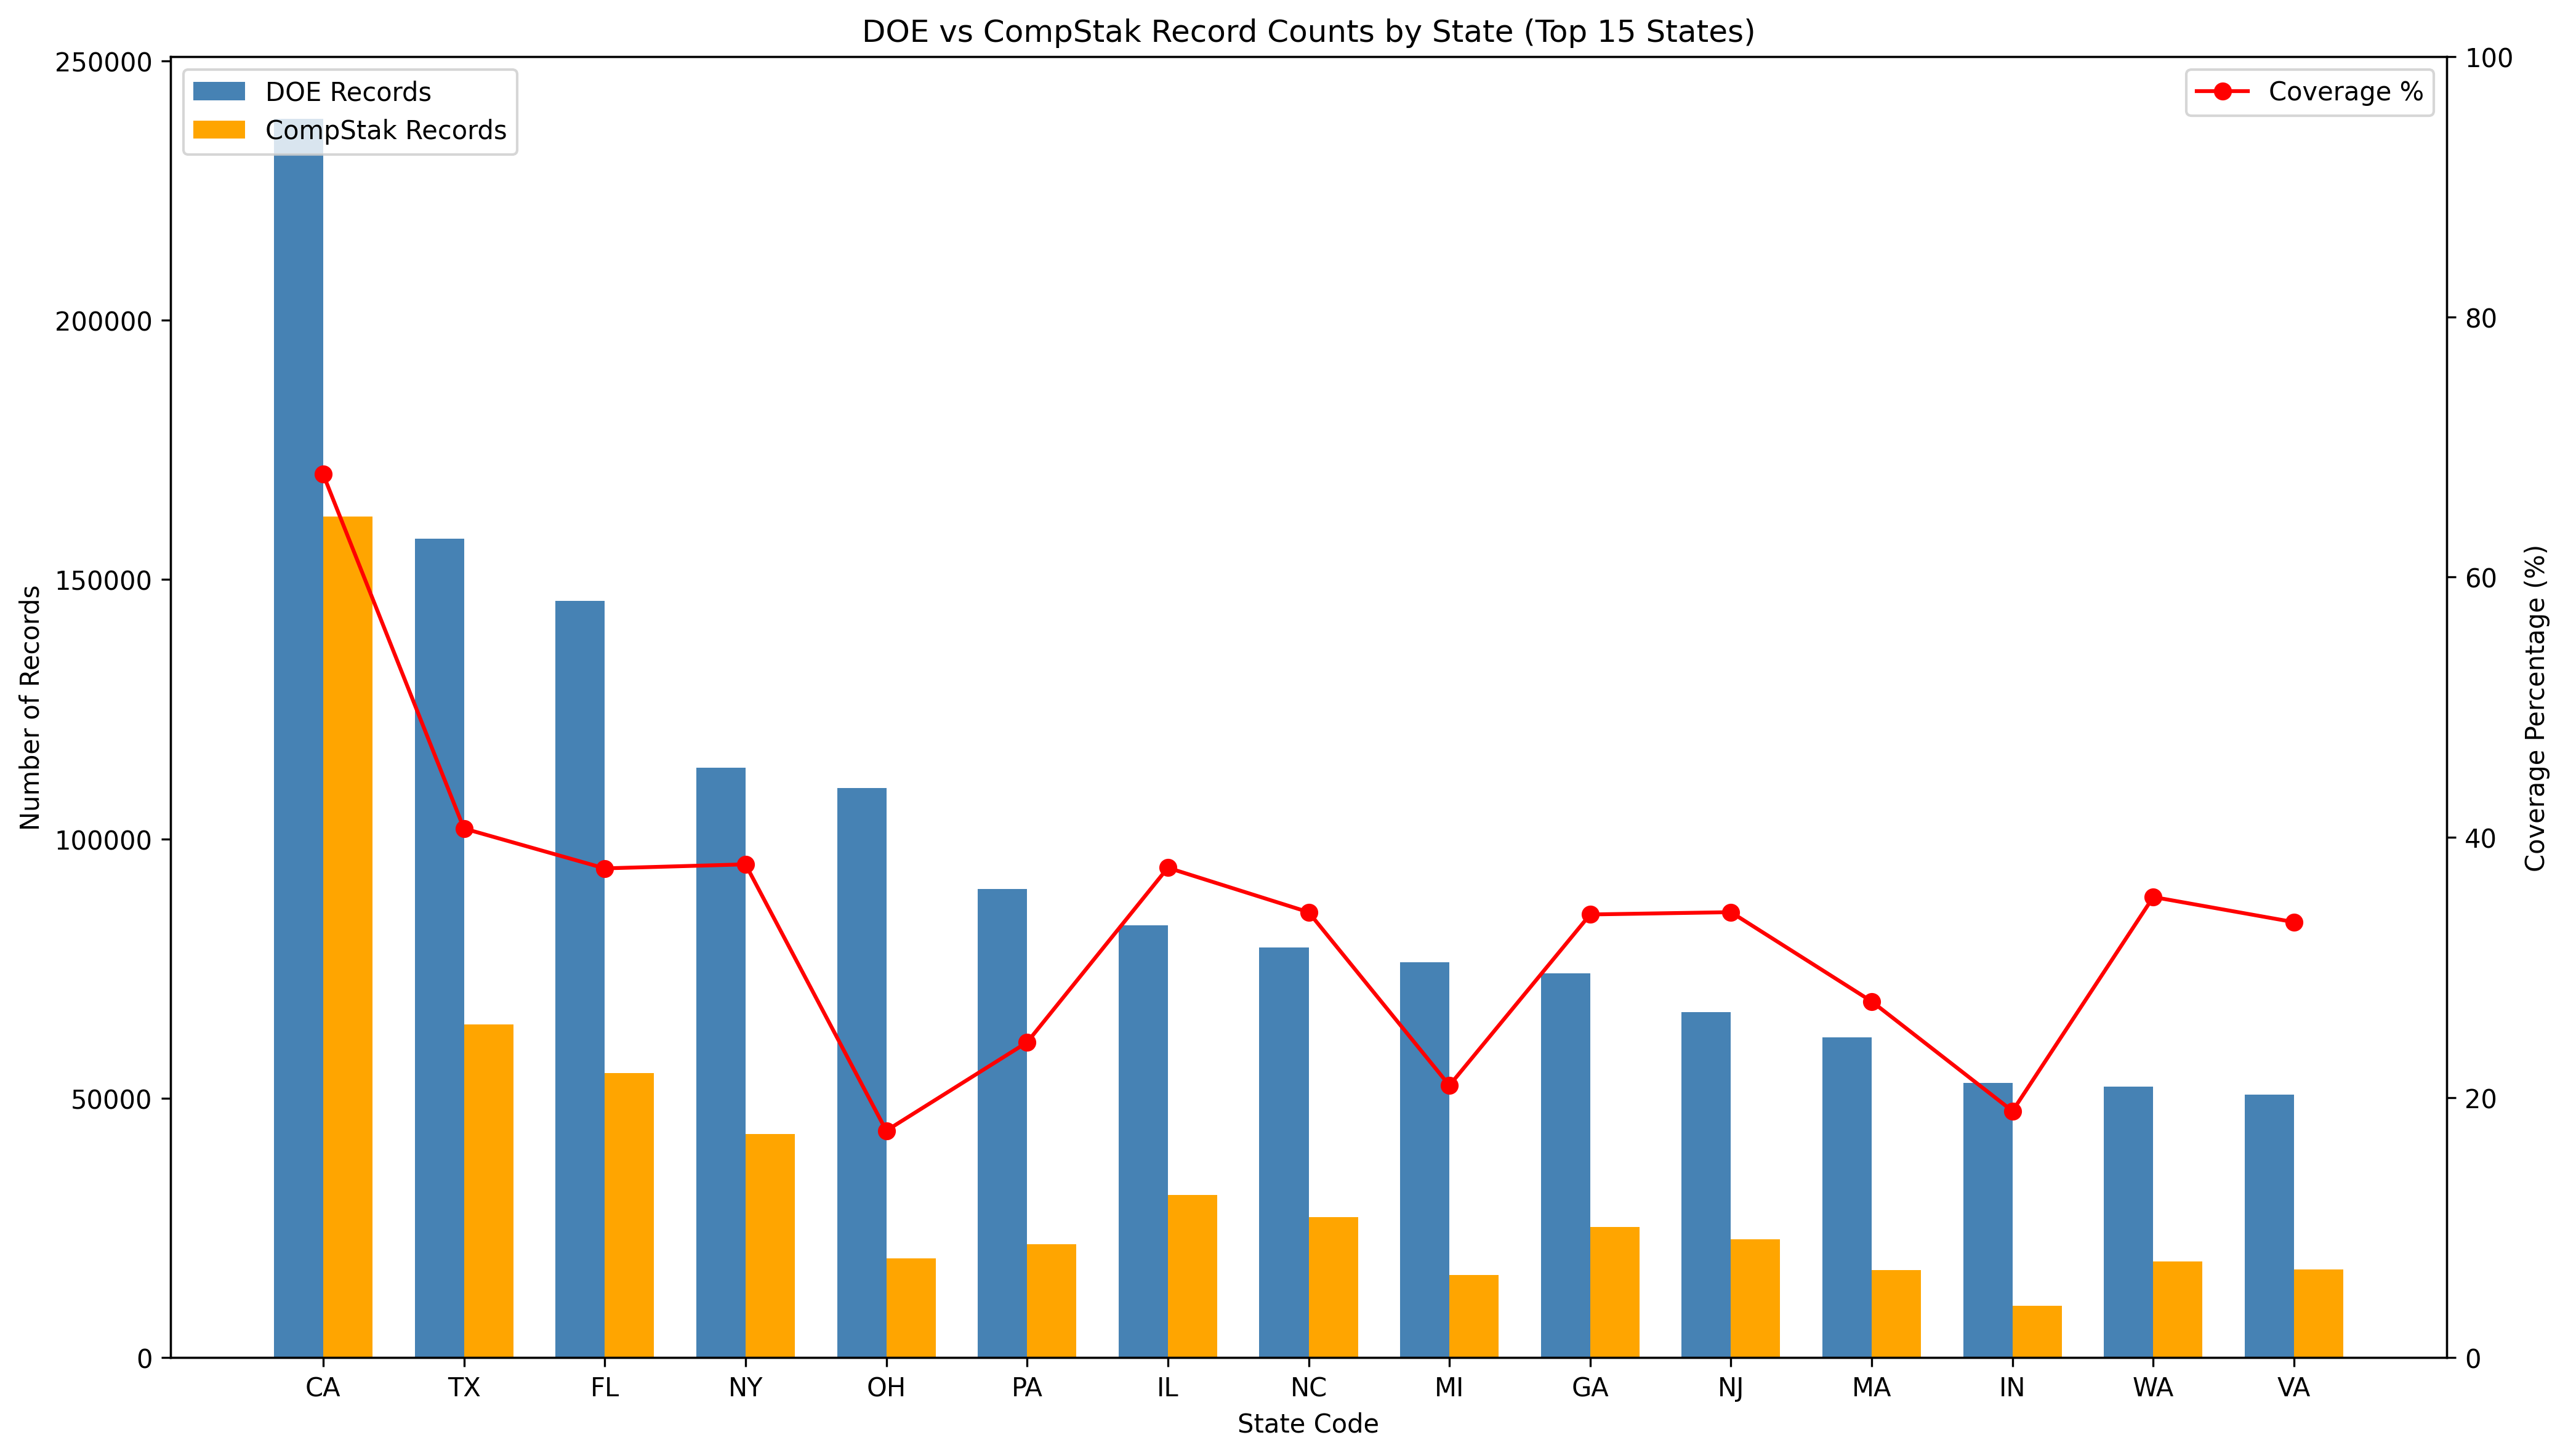 DOE vs CompStak Record Counts by State (Top 15 States)
DOE Records
CompStak Records
Coverage %
Number of Records
250000
200000
150000
100000
50000
0
Coverage Percentage (%)
100
80
60
40
20
0
CA TX FL NY OH PA IL NC MI GA NJ MA IN WA VA
State Code